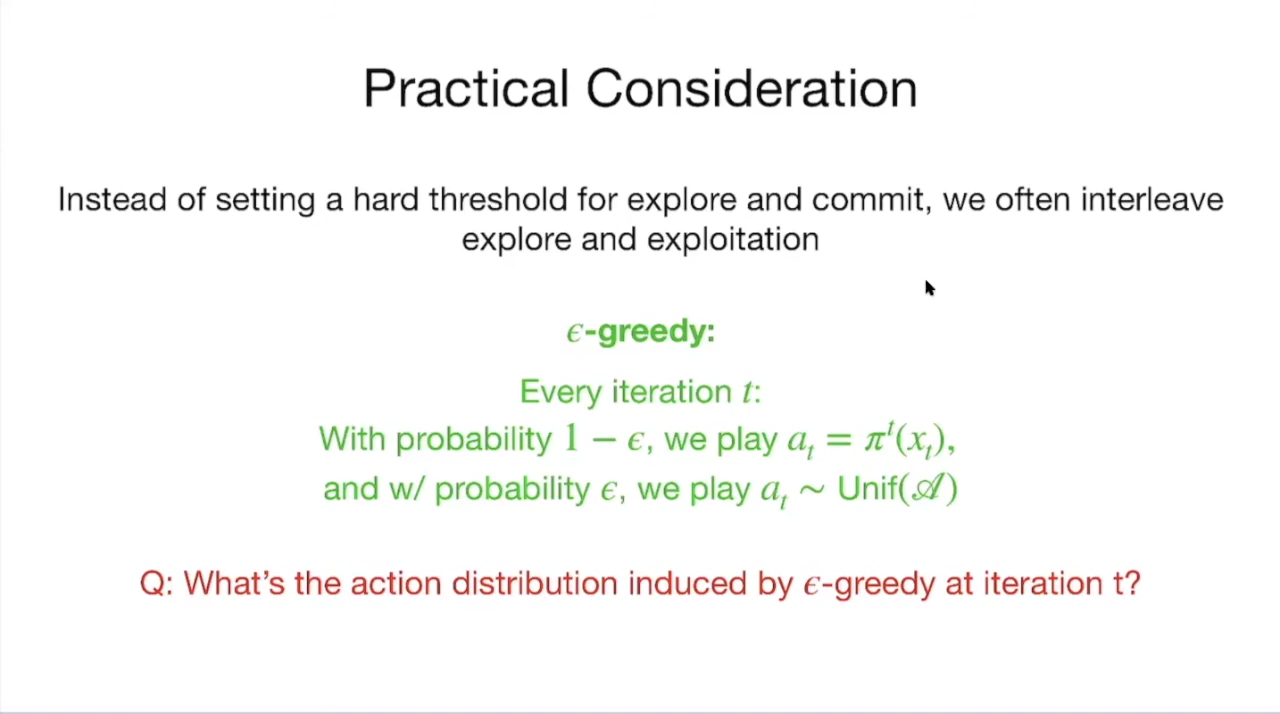 Practical Consideration
Instead of setting a hard threshold for explore and commit, we often interleave
explore and exploitation
ϵ-greedy:
Every iteration t:
With probability 1 − ϵ, we play aₜ = πᵗ(xₜ),
and w/ probability ϵ, we play aₜ ∼ Unif(𝒜)
Q: What’s the action distribution induced by ϵ-greedy at iteration t?